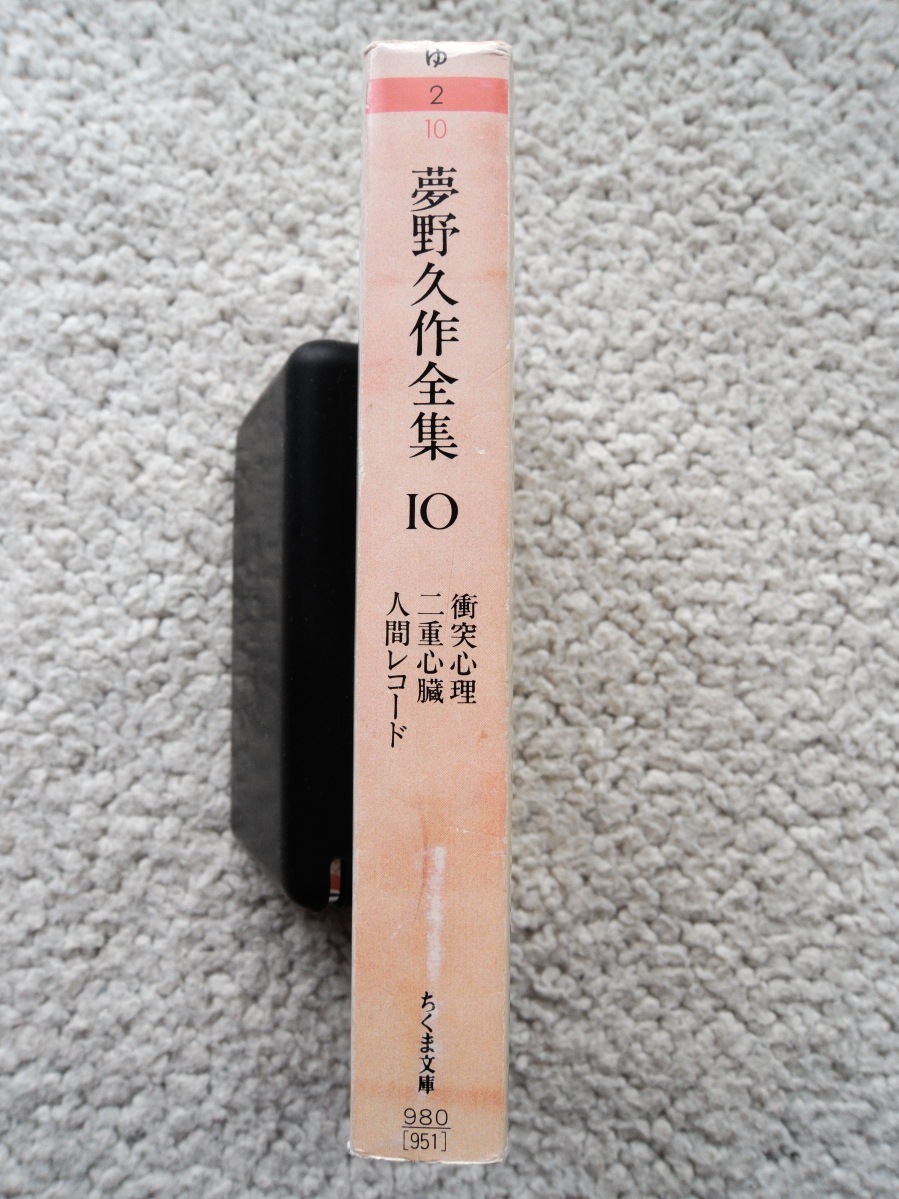 ゆ
2
10
夢野久作全集 10
衝突心理
二重心臓
人間レコード
ちくま文庫
980
[951]